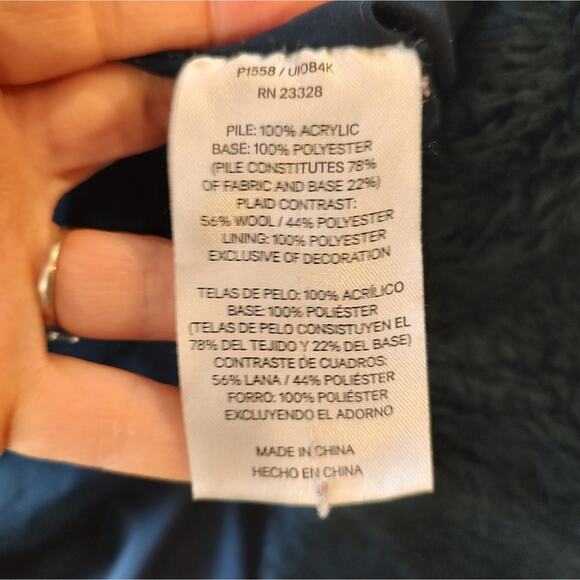 P1558 / U1084K
RN 23328
PILE: 100% ACRYLIC
BASE: 100% POLYESTER
(PILE CONSTITUTES 78%
OF FABRIC AND BASE 22%)
PLAID CONTRAST:
56% WOOL / 44% POLYESTER
LINING: 100% POLYESTER
EXCLUSIVE OF DECORATION
TELAS DE PELO: 100% ACRÍLICO
BASE: 100% POLIÉSTER
(TELAS DE PELO CONSISTUYEN EL
78% DEL TEJIDO Y 22% DEL BASE)
CONTRASTE DE CUADROS:
56% LANA / 44% POLIÉSTER
FORRO: 100% POLIÉSTER
EXCLUYENDO EL ADORNO
MADE IN CHINA
HECHO EN CHINA